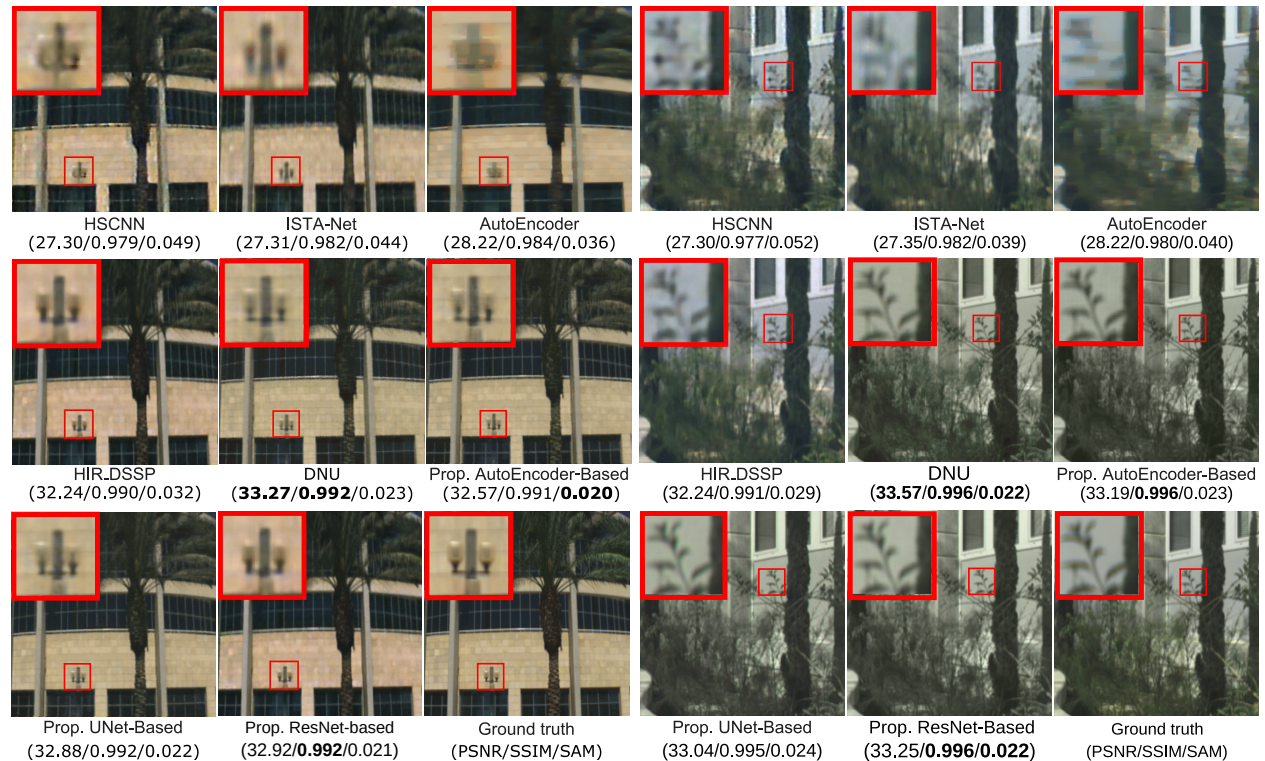 HSCNN
(27.30/0.979/0.049)
ISTA-Net
(27.31/0.982/0.044)
AutoEncoder
(28.22/0.984/0.036)
HSCNN
(27.30/0.977/0.052)
ISTA-Net
(27.35/0.982/0.039)
AutoEncoder
(28.22/0.980/0.040)
HIR_DSSP
(32.24/0.990/0.032)
DNU
(33.27/0.992/0.023)
Prop. AutoEncoder-Based
(32.57/0.991/0.020)
HIR_DSSP
(32.24/0.991/0.029)
DNU
(33.57/0.996/0.022)
Prop. AutoEncoder-Based
(33.19/0.996/0.023)
Prop. UNet-Based
(32.88/0.992/0.022)
Prop. ResNet-based
(32.92/0.992/0.021)
Ground truth
(PSNR/SSIM/SAM)
Prop. UNet-Based
(33.04/0.995/0.024)
Prop. ResNet-Based
(33.25/0.996/0.022)
Ground truth
(PSNR/SSIM/SAM)